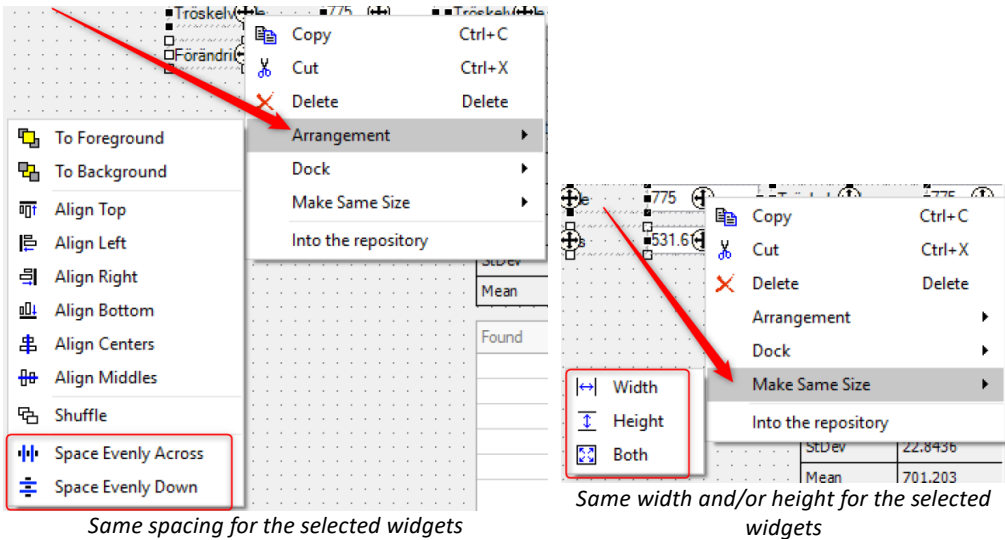 Tröskelv
775
Tröskelv
Förändri
Copy Ctrl+C
Cut Ctrl+X
Delete Delete
Arrangement
Dock
Make Same Size
Into the repository
To Foreground
To Background
Align Top
Align Left
Align Right
Align Bottom
Align Centers
Align Middles
Shuffle
Space Evenly Across
Space Evenly Down
StDev
Mean
Found
Same spacing for the selected widgets
775
775
531.6
Copy Ctrl+C
Cut Ctrl+X
Delete Delete
Arrangement
Dock
Make Same Size
Into the repository
Width
Height
Both
StDev 22.8436
Mean 701.203
Same width and/or height for the selected
widgets